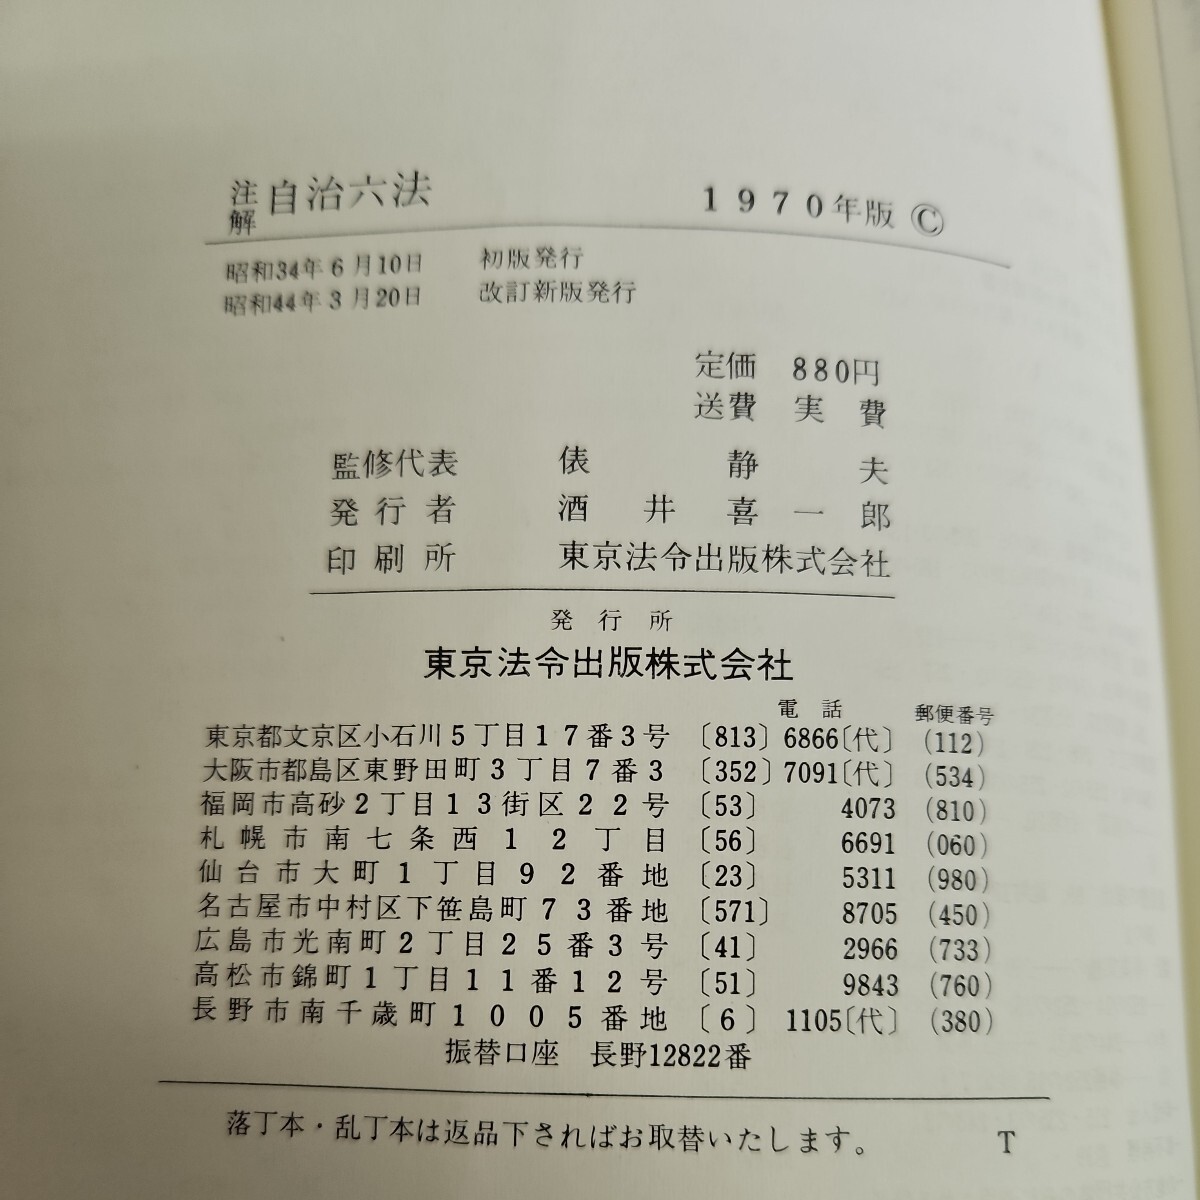 注解 自治六法 1970年版 ©
昭和34年6月10日 初版発行
昭和44年3月20日 改訂新版発行
定価 880円
送費 実費
監修代表 俵静夫
発行者 酒井喜一郎
印刷所 東京法令出版株式会社
発行所
東京法令出版株式会社
電話 郵便番号
東京都文京区小石川5丁目17番3号 〔813〕6866〔代〕 (112)
大阪市都島区東野田町3丁目7番3 〔352〕7091〔代〕 (534)
福岡市高砂2丁目13街区22号 〔53〕 4073 (810)
札幌市南七条西12丁目 〔56〕 6691 (060)
仙台市大町1丁目92番地 〔23〕 5311 (980)
名古屋市中村区下笹島町73番地 〔571〕 8705 (450)
広島市光南町2丁目25番3号 〔41〕 2966 (733)
高松市錦町1丁目11番12号 〔51〕 9843 (760)
長野市南千歳町1005番地 〔6〕 1105〔代〕 (380)
振替口座 長野12822番
落丁本・乱丁本は返品下さればお取替いたします。 T